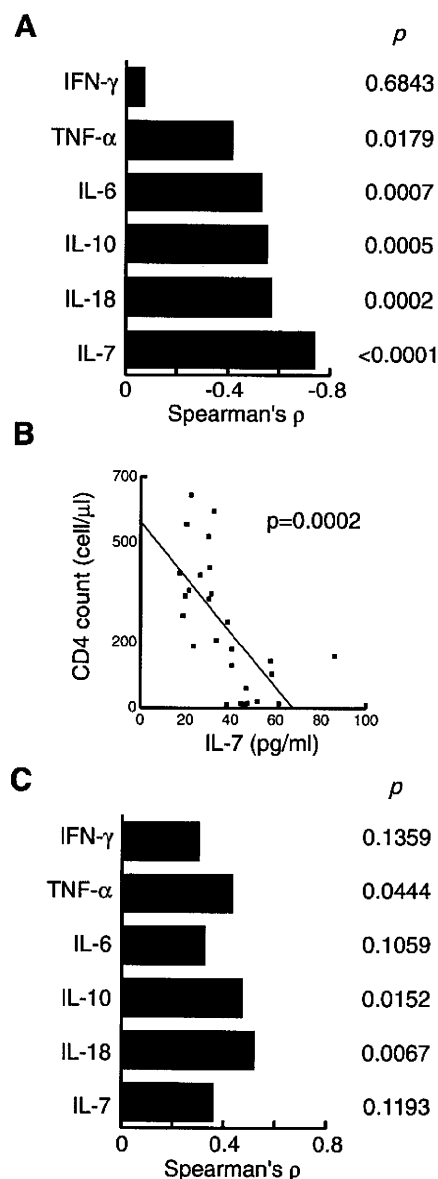 A
p
IFN-γ 0.6843
TNF-α 0.0179
IL-6 0.0007
IL-10 0.0005
IL-18 0.0002
IL-7 <0.0001
0 -0.4 -0.8
Spearman's ρ
B
700
p=0.0002
500
CD4 count (cell/μl)
200
0
0 20 40 60 80 100
IL-7 (pg/ml)
C
p
IFN-γ 0.1359
TNF-α 0.0444
IL-6 0.1059
IL-10 0.0152
IL-18 0.0067
IL-7 0.1193
0 0.4 0.8
Spearman's ρ